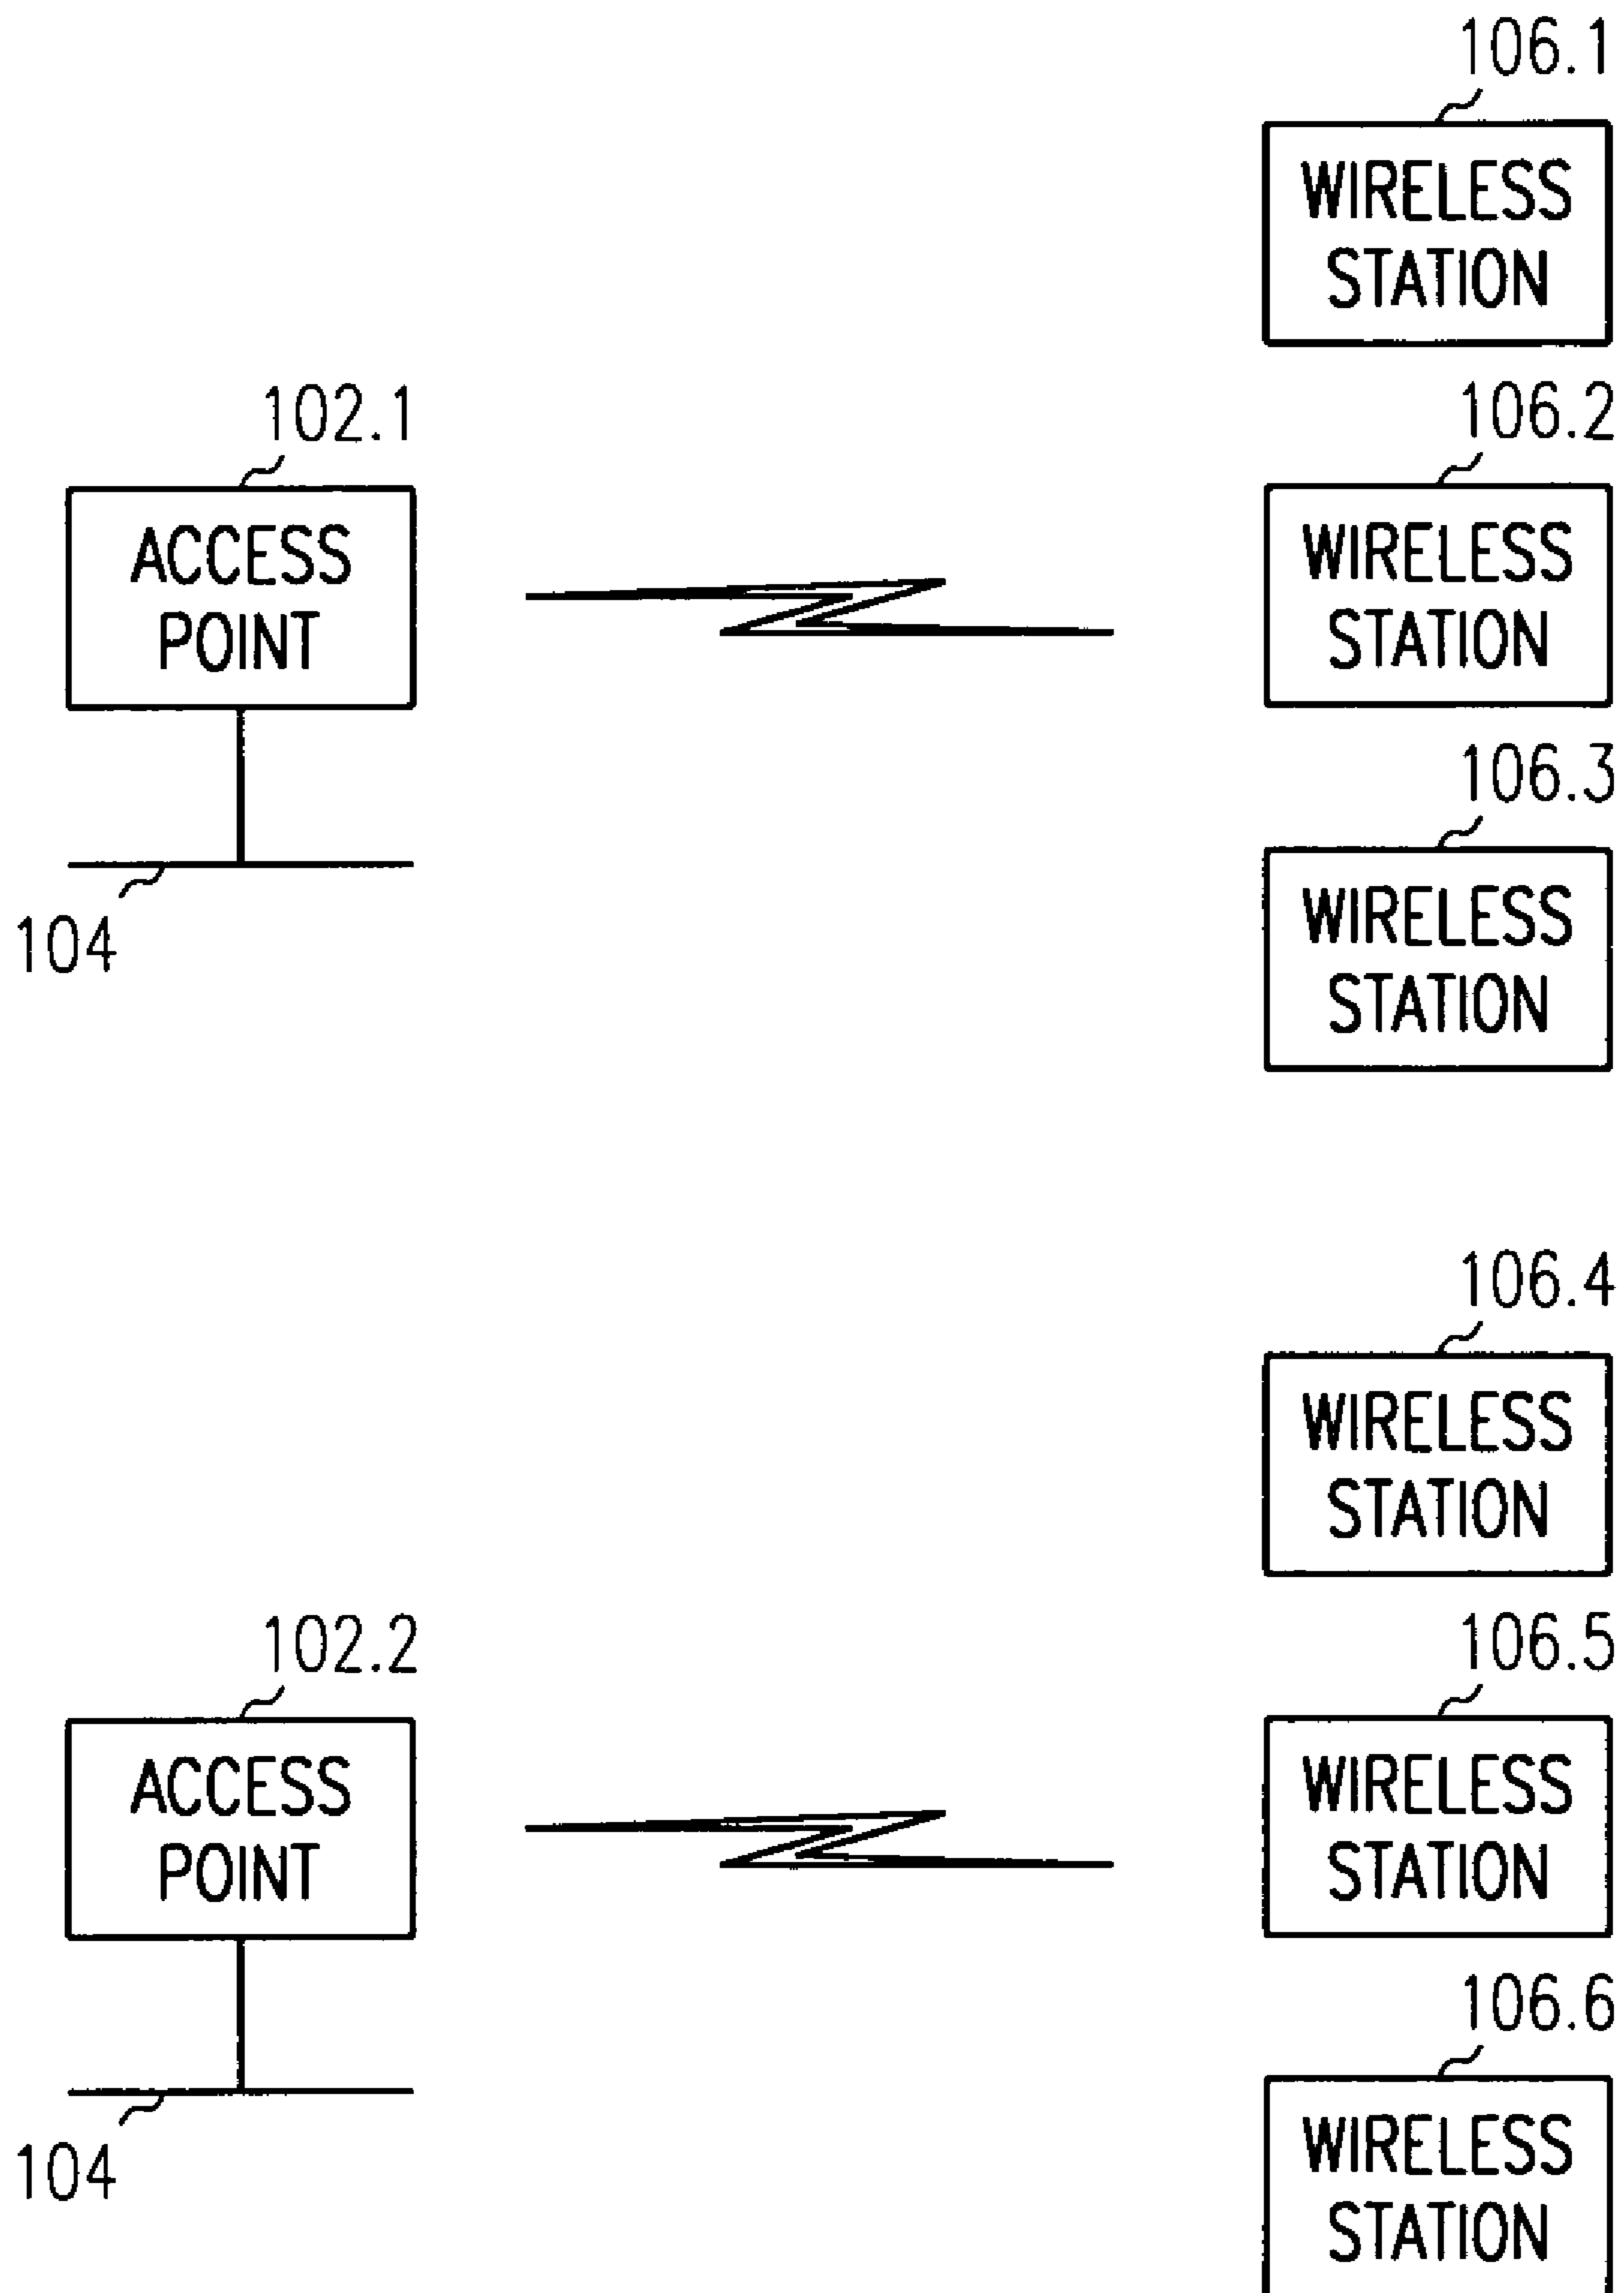 106.1
WIRELESS
STATION
102.1
106.2
ACCESS
POINT
WIRELESS
STATION
106.3
104
WIRELESS
STATION
106.4
WIRELESS
STATION
102.2
106.5
ACCESS
POINT
WIRELESS
STATION
106.6
104
WIRELESS
STATION